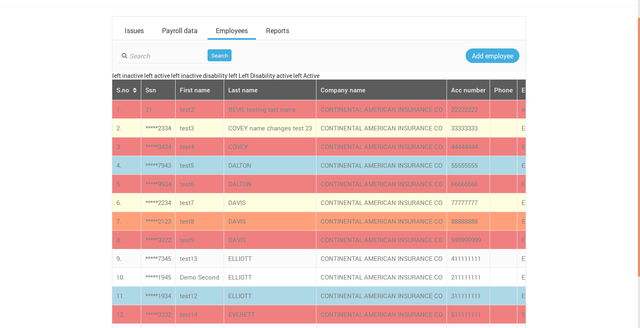 Issues Payroll data Employees Reports
Search Search Add employee
left inactive left active left inactive disability left Left Disability active left Active
S.no Ssn First name Last name Company name Acc number Phone E
1. 21 test2 DEVIL testing last name CONTINENTAL AMERICAN INSURANCE CO 22222222
2. *****2334 test3 COVEY name changes test 23 CONTINENTAL AMERICAN INSURANCE CO 33333333 E
3. *****3424 test4 COVEY CONTINENTAL AMERICAN INSURANCE CO 44444444 E
4. *****7943 test5 DALTON CONTINENTAL AMERICAN INSURANCE CO 55555555 E
5. test6 DALTON CONTINENTAL AMERICAN INSURANCE CO 66666666 E
6. *****2234 test7 DAVIS CONTINENTAL AMERICAN INSURANCE CO 77777777 E
7. *****2123 test8 DAVIS CONTINENTAL AMERICAN INSURANCE CO 88888888 E
8. test9 DAVIS CONTINENTAL AMERICAN INSURANCE CO 999999999 E
9. *****7345 test13 ELLIOTT CONTINENTAL AMERICAN INSURANCE CO 411111111 E
10. *****1945 Demo Second ELLIOTT CONTINENTAL AMERICAN INSURANCE CO 211111111 E
11. *****1934 test12 ELLIOTT CONTINENTAL AMERICAN INSURANCE CO 311111111 E
12. *****3232 test14 EVERETT CONTINENTAL AMERICAN INSURANCE CO 511111111 E